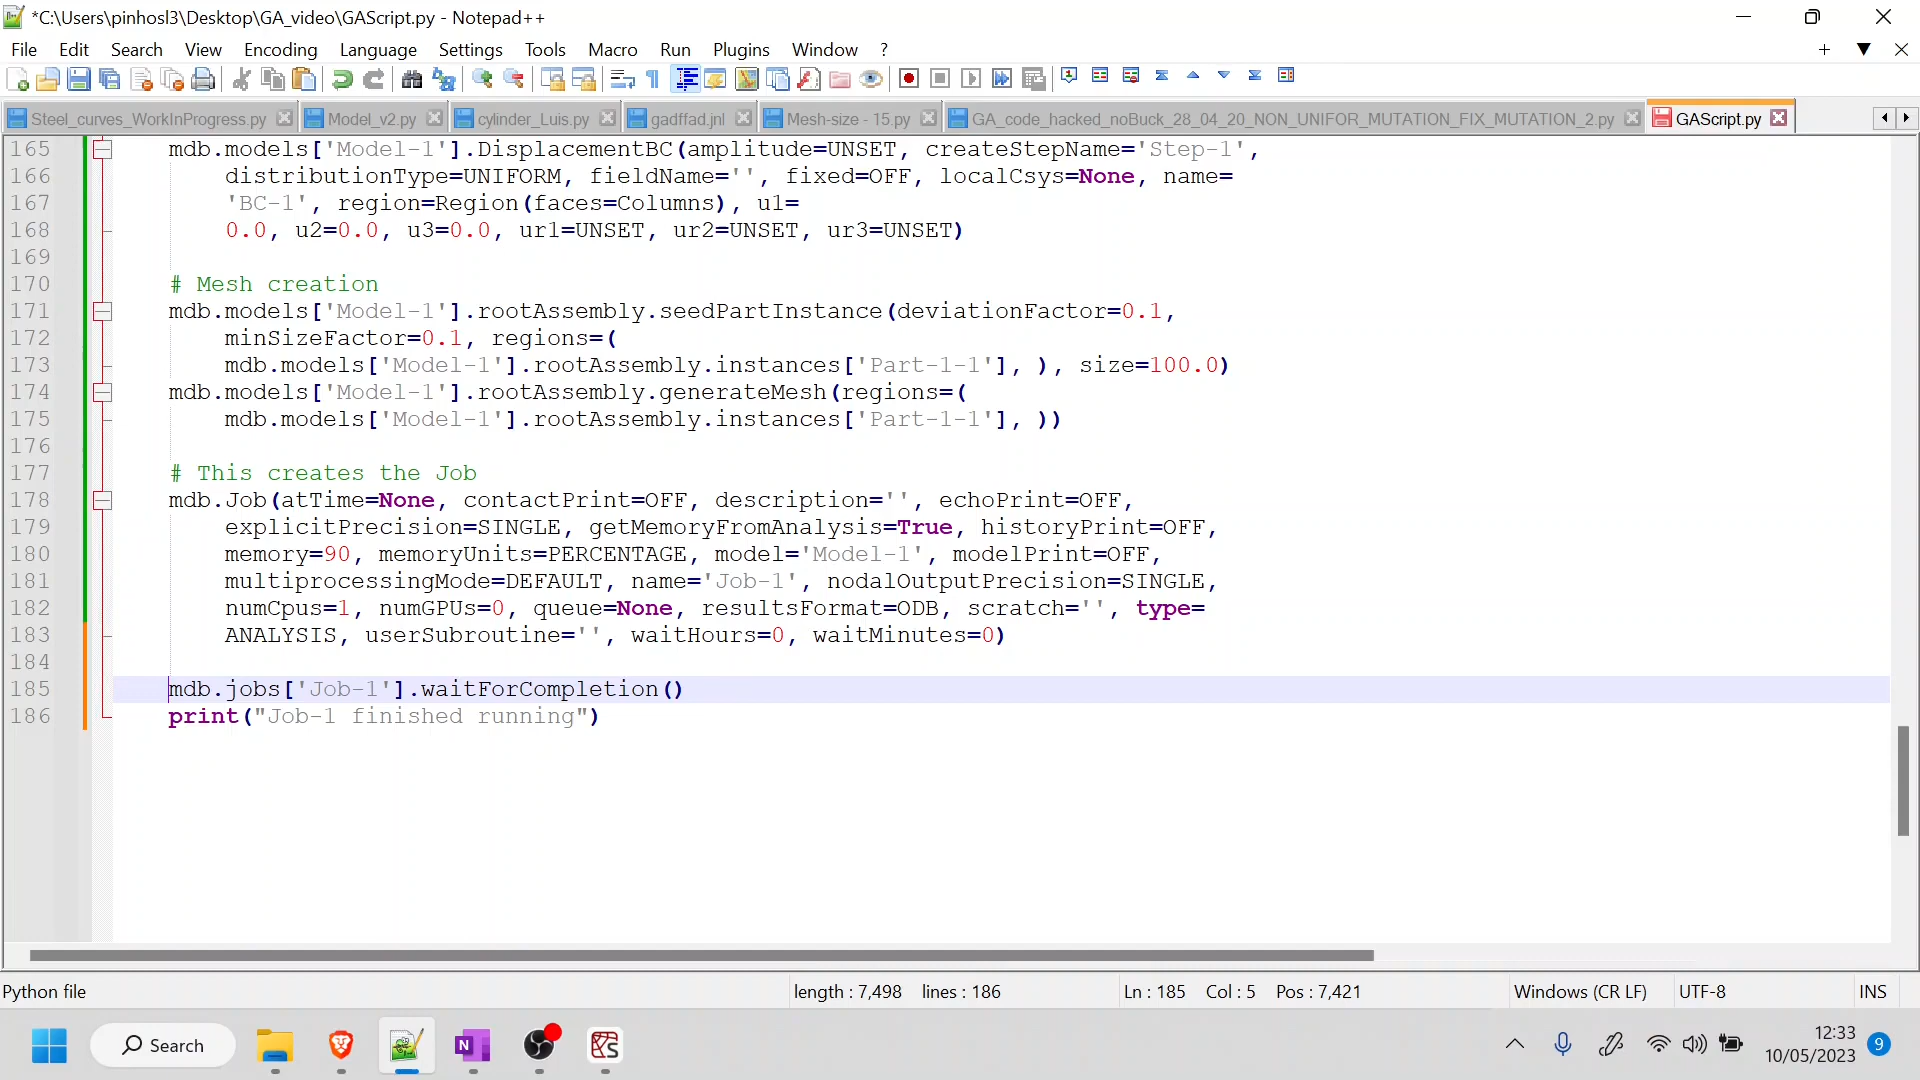 *C:\Users\pinhosl3\Desktop\GA_video\GAScript.py - Notepad++
File Edit Search View Encoding Language Settings Tools Macro Run Plugins Window ?
Steel_curves_WorkInProgress.py Model_v2.py cylinder_Luis.py gadffad.jnl Mesh-size - 15.py GA_code_hacked_noBuck_28_04_20_NON_UNIFOR_MUTATION_FIX_MUTATION_2.py GAScript.py
165 mdb.models['Model-1'].DisplacementBC(amplitude=UNSET, createStepName='Step-1',
166 distributionType=UNIFORM, fieldName='', fixed=OFF, localCsys=None, name=
167 'BC-1', region=Region(faces=Columns), u1=
168 0.0, u2=0.0, u3=0.0, ur1=UNSET, ur2=UNSET, ur3=UNSET)
169
170 # Mesh creation
171 mdb.models['Model-1'].rootAssembly.seedPartInstance(deviationFactor=0.1,
172 minSizeFactor=0.1, regions=(
173 mdb.models['Model-1'].rootAssembly.instances['Part-1-1'], ), size=100.0)
174 mdb.models['Model-1'].rootAssembly.generateMesh(regions=(
175 mdb.models['Model-1'].rootAssembly.instances['Part-1-1'], ))
176
177 # This creates the Job
178 mdb.Job(atTime=None, contactPrint=OFF, description='', echoPrint=OFF,
179 explicitPrecision=SINGLE, getMemoryFromAnalysis=True, historyPrint=OFF,
180 memory=90, memoryUnits=PERCENTAGE, model='Model-1', modelPrint=OFF,
181 multiprocessingMode=DEFAULT, name='Job-1', nodalOutputPrecision=SINGLE,
182 numCpus=1, numGPUs=0, queue=None, resultsFormat=ODB, scratch='', type=
183 ANALYSIS, userSubroutine='', waitHours=0, waitMinutes=0)
184
185 mdb.jobs['Job-1'].waitForCompletion()
186 print("Job-1 finished running")
Python file length : 7,498 lines : 186 Ln : 185 Col : 5 Pos : 7,421 Windows (CR LF) UTF-8 INS
Search
12:33
10/05/2023
9